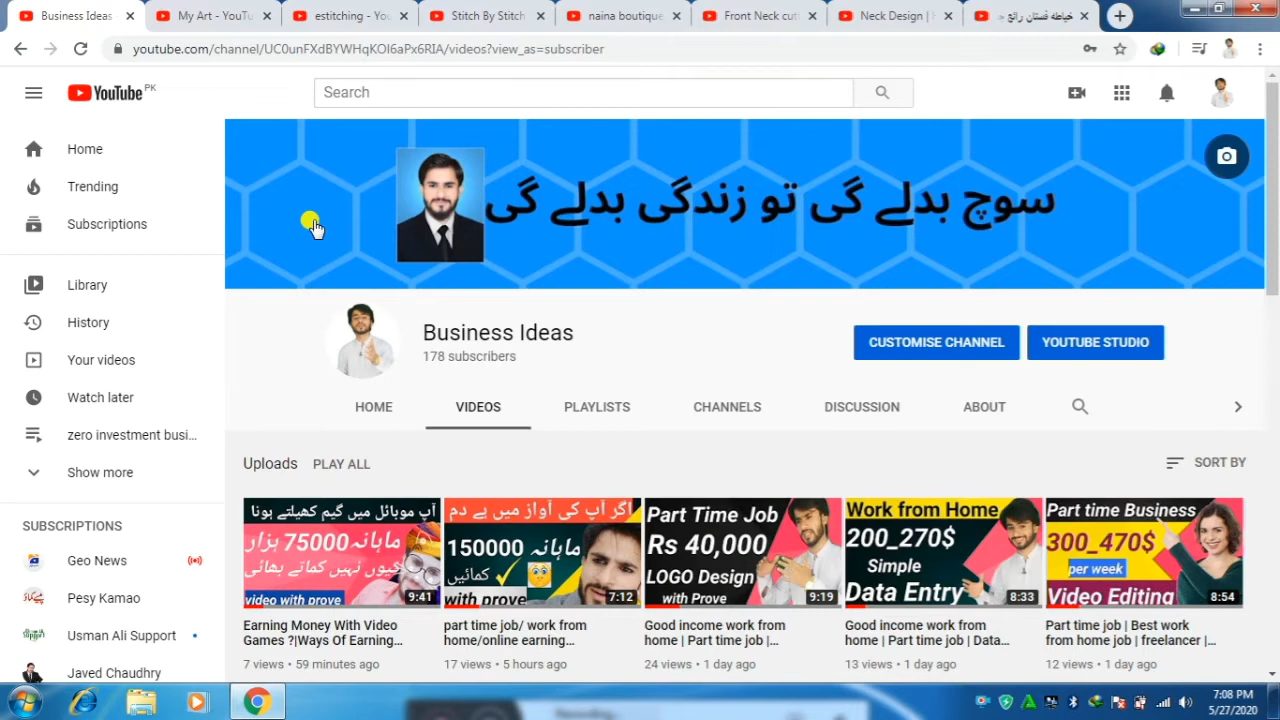 Business Ideas
My Art - YouTu
estitching - You
Stitch By Stitch
naina boutique
Front Neck cutt
Neck Design |
خياطه فستان رائع
youtube.com/channel/UC0unFXdBYWHqKOI6aPx6RIA/videos?view_as=subscriber
YouTube PK
Search
Home
Trending
Subscriptions
Library
History
Your videos
Watch later
zero investment busi...
Show more
SUBSCRIPTIONS
Geo News
Pesy Kamao
Usman Ali Support
Javed Chaudhry
سوچ بدلے گی تو زندگی بدلے گی
Business Ideas
178 subscribers
CUSTOMISE CHANNEL
YOUTUBE STUDIO
HOME
VIDEOS
PLAYLISTS
CHANNELS
DISCUSSION
ABOUT
Uploads
PLAY ALL
SORT BY
آپ موبائل میں گیم کھیلتے ہونا
ماہانہ 75000 ہزار
کیوں نہیں کماتے بھائی
video with prove
9:41
Earning Money With Video
Games ?|Ways Of Earning...
7 views • 59 minutes ago
اگر آپ کی آواز میں ہے دم
ماہانہ 150000
کمائیں
with prove
7:12
part time job/ work from
home/online earning...
17 views • 5 hours ago
Part Time Job
Rs 40,000
LOGO Design
with Prove
9:19
Good income work from
home | Part time job |...
24 views • 1 day ago
Work from Home
200_270$
Simple
Data Entry
8:33
Good income work from
home | Part time job | Data...
13 views • 1 day ago
Part time Business
300_470$
per week
Video Editing
8:54
Part time job | Best work
from home job | freelancer |...
12 views • 1 day ago
Recording...
7:08 PM
5/27/2020